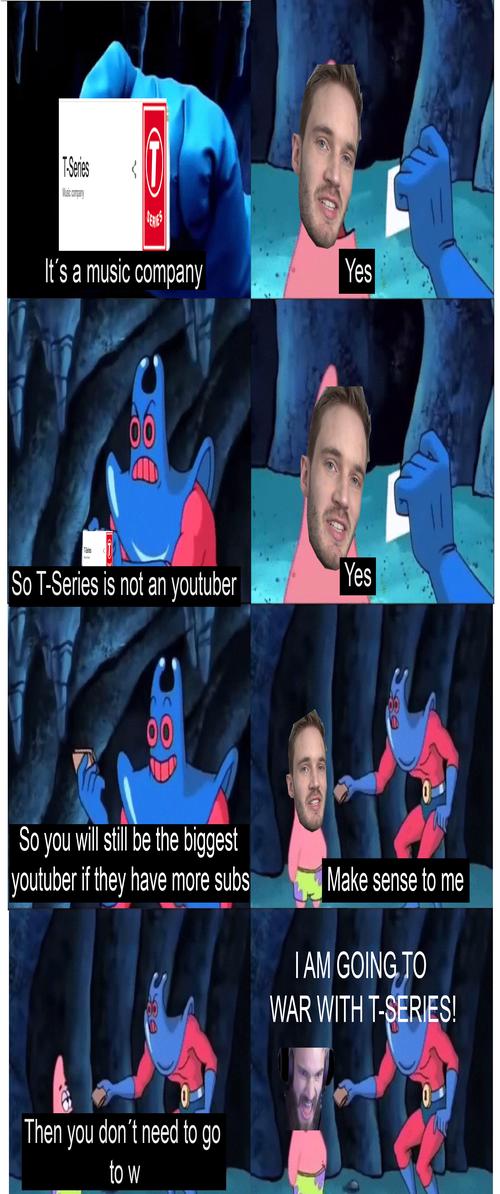 T-Series
Music company
T
SERIES
It´s a music company
Yes
T-Series
So T-Series is not an youtuber
Yes
So you will still be the biggest
youtuber if they have more subs
Make sense to me
Then you don´t need to go
to w
I AM GOING TO
WAR WITH T-SERIES!